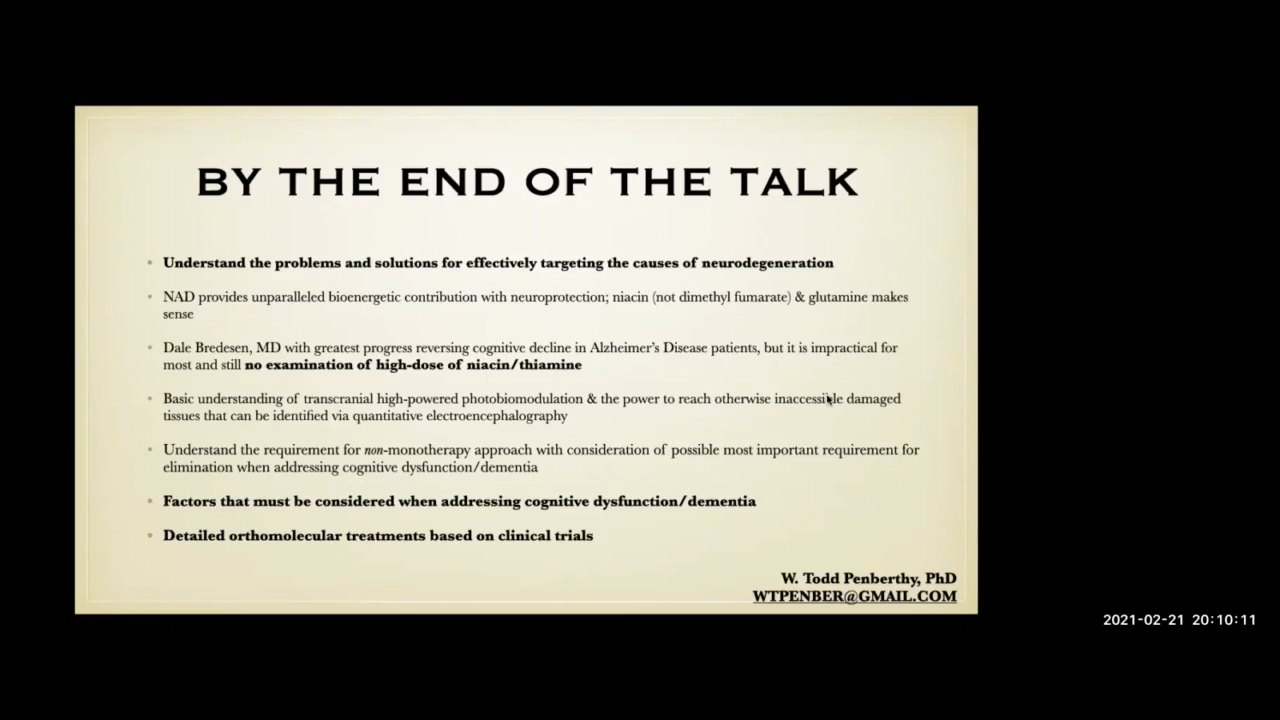 BY THE END OF THE TALK
• Understand the problems and solutions for effectively targeting the causes of neurodegeneration
• NAD provides unparalleled bioenergetic contribution with neuroprotection; niacin (not dimethyl fumarate) & glutamine makes
sense
• Dale Bredesen, MD with greatest progress reversing cognitive decline in Alzheimer's Disease patients, but it is impractical for
most and still no examination of high-dose of niacin/thiamine
• Basic understanding of transcranial high-powered photobiomodulation & the power to reach otherwise inaccessible damaged
tissues that can be identified via quantitative electroencephalography
• Understand the requirement for non-monotherapy approach with consideration of possible most important requirement for
elimination when addressing cognitive dysfunction/dementia
• Factors that must be considered when addressing cognitive dysfunction/dementia
• Detailed orthomolecular treatments based on clinical trials
W. Todd Penberthy, PhD
WTPENBER@GMAIL.COM
2021-02-21 20:10:11